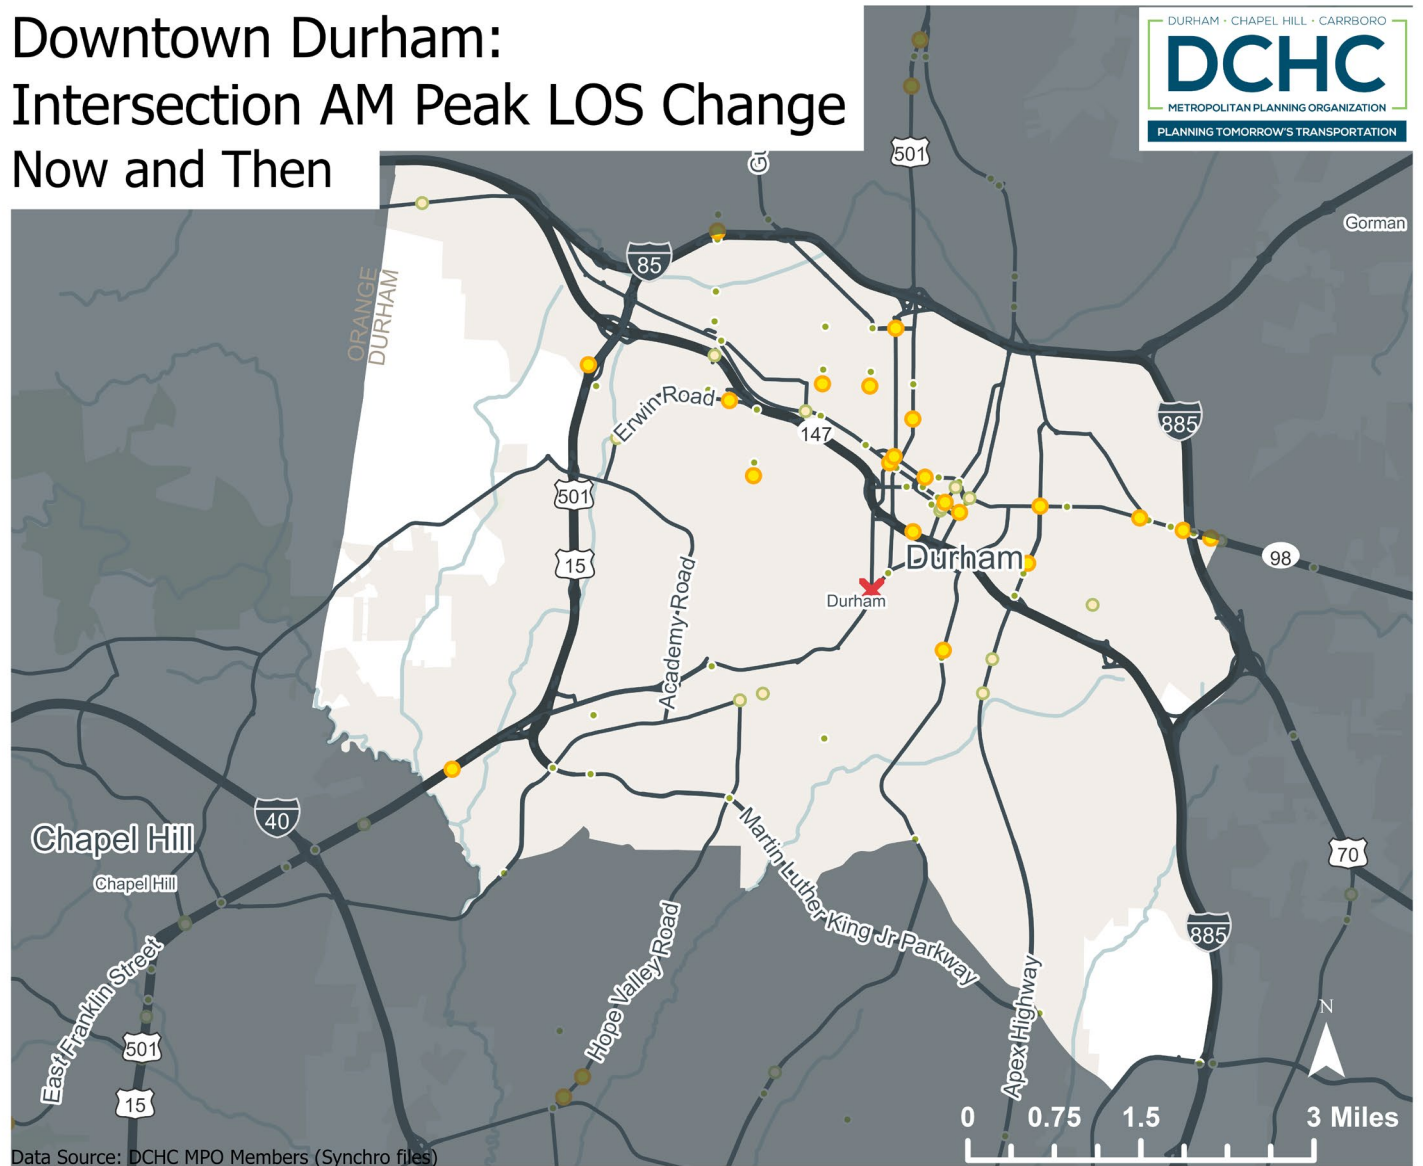 Downtown Durham:
Intersection AM Peak LOS Change
Now and Then
DURHAM · CHAPEL HILL · CARRBORO
DCHC
METROPOLITAN PLANNING ORGANIZATION
PLANNING TOMORROW'S TRANSPORTATION
501
Gorman
85
ORANGE
DURHAM
Erwin Road
147
885
501
15
98
Durham
Durham
Academy Road
40
Chapel Hill
Chapel Hill
70
Martin Luther King Jr Parkway
885
Hope Valley Road
East Franklin Street
Apex Highway
501
15
N
0 0.75 1.5 3 Miles
Data Source: DCHC MPO Members (Synchro files)